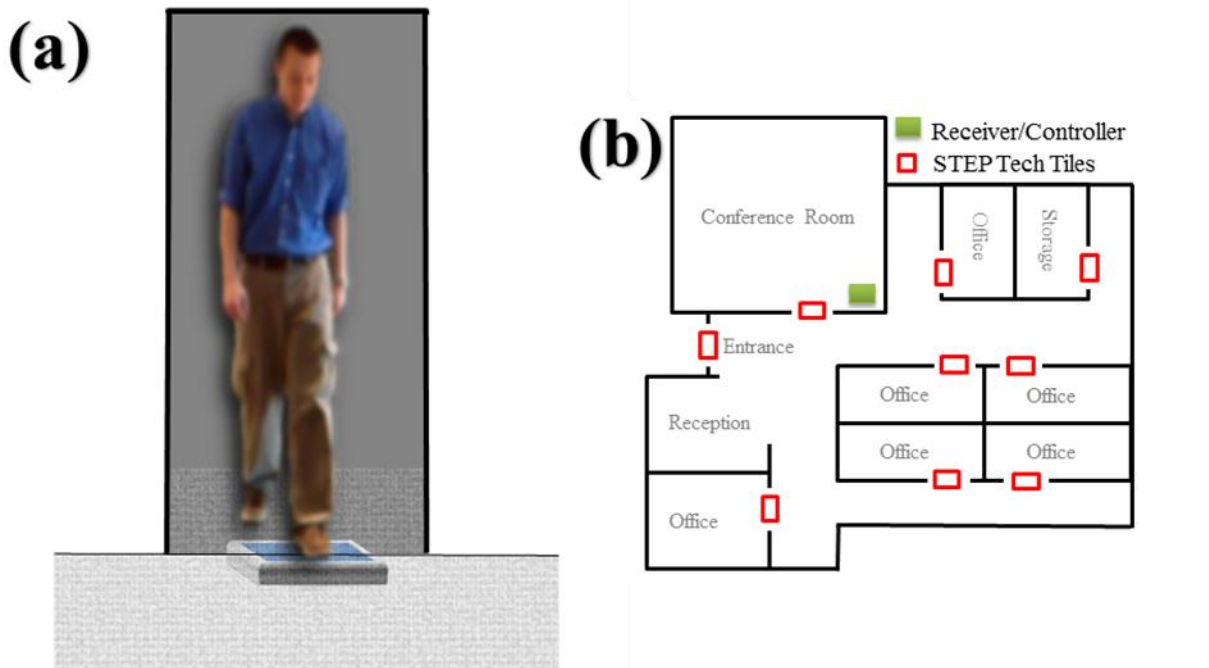 (a)
(b)
Receiver/Controller
STEP Tech Tiles
Conference Room
Office
Storage
Entrance
Office
Office
Reception
Office
Office
Office